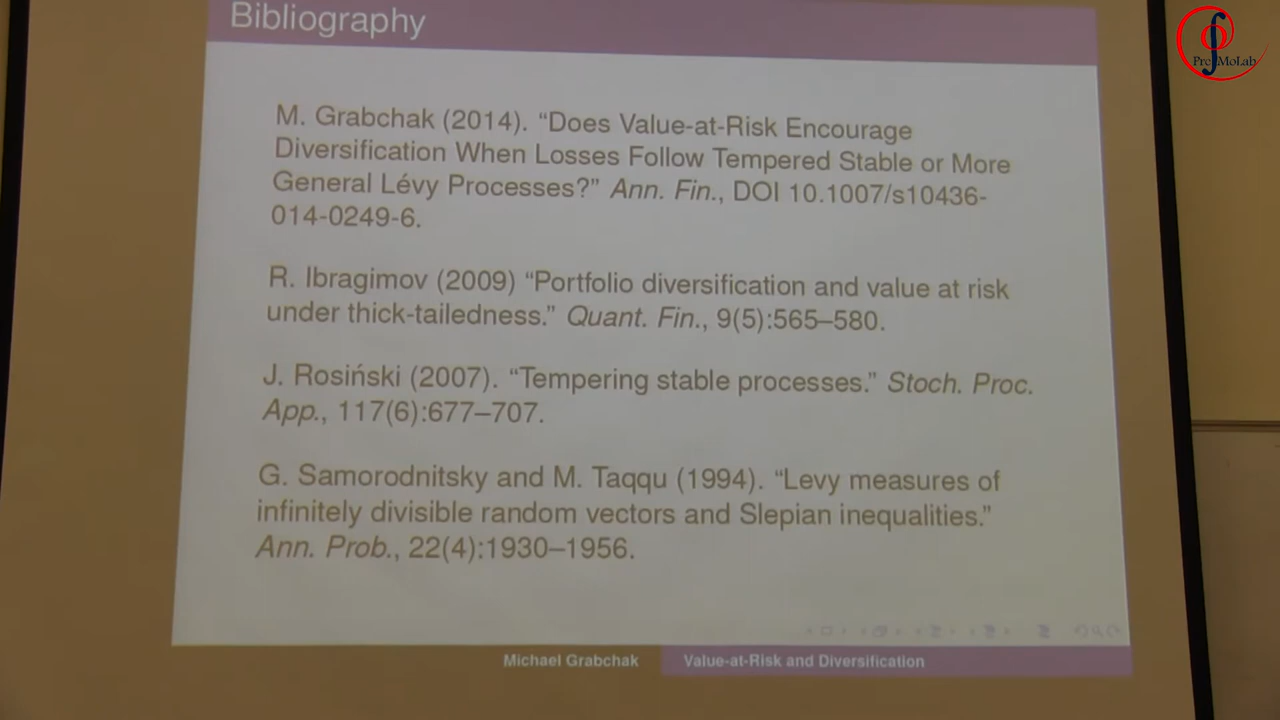 Bibliography
PreMoLab
M. Grabchak (2014). “Does Value-at-Risk Encourage
Diversification When Losses Follow Tempered Stable or More
General Lévy Processes?” Ann. Fin., DOI 10.1007/s10436-
014-0249-6.
R. Ibragimov (2009) “Portfolio diversification and value at risk
under thick-tailedness.” Quant. Fin., 9(5):565–580.
J. Rosiński (2007). “Tempering stable processes.” Stoch. Proc.
App., 117(6):677–707.
G. Samorodnitsky and M. Taqqu (1994). “Levy measures of
infinitely divisible random vectors and Slepian inequalities.”
Ann. Prob., 22(4):1930–1956.
Michael Grabchak
Value-at-Risk and Diversification